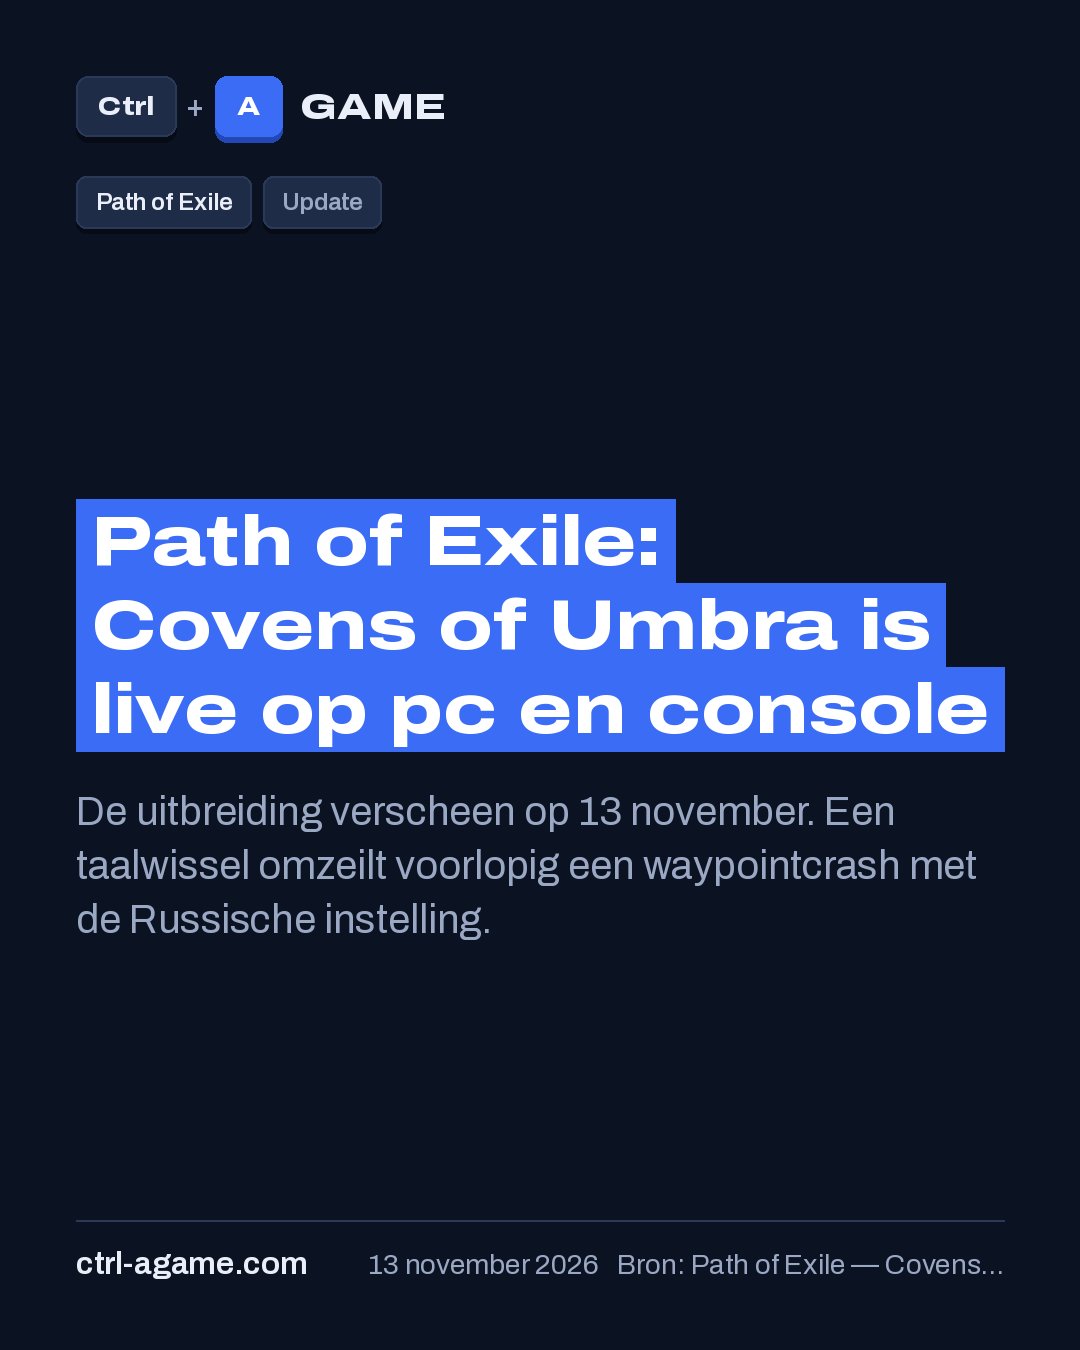 Ctrl + A GAME
Path of Exile Update
Path of Exile:
Covens of Umbra is
live op pc en console
De uitbreiding verscheen op 13 november. Een
taalwissel omzeilt voorlopig een waypointcrash met
de Russische instelling.
ctrl-agame.com 13 november 2026 Bron: Path of Exile — Covens...